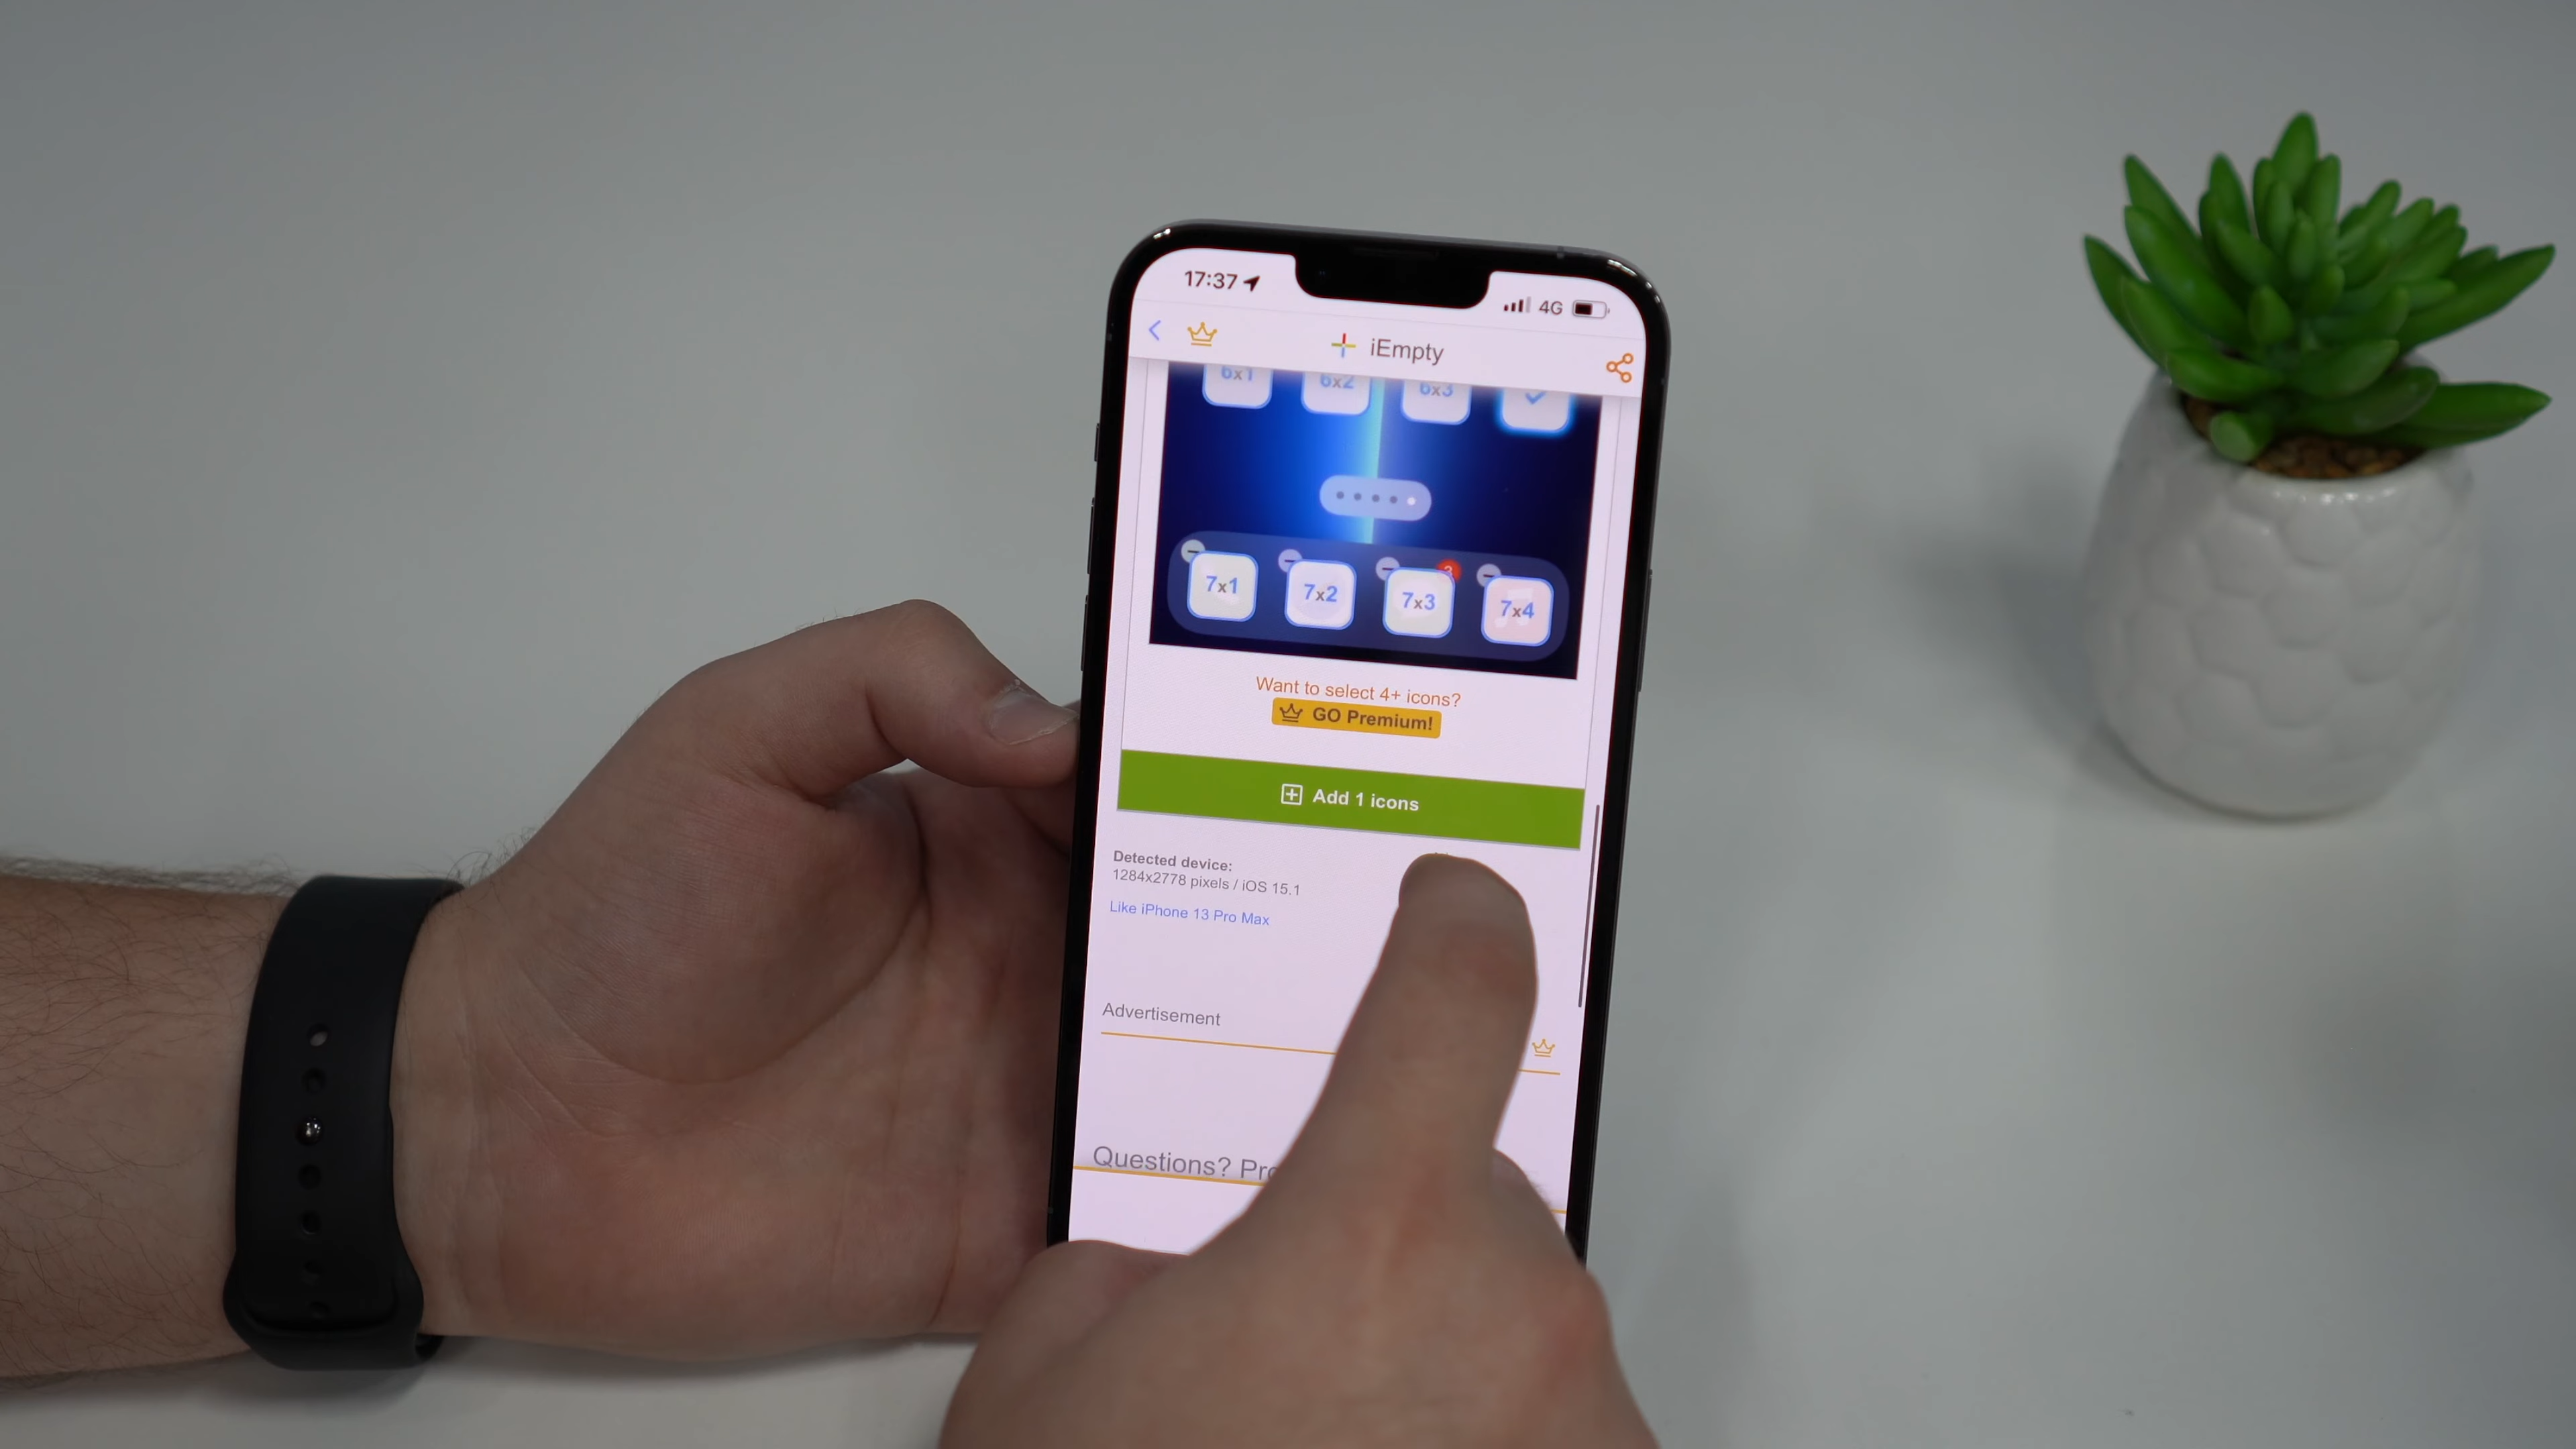 17:37
4G
iEmpty
6x1
6x2
6x3
7x1
7x2
7x3
7x4
Want to select 4+ icons?
GO Premium!
Add 1 icons
Detected device:
1284x2778 pixels / iOS 15.1
Like iPhone 13 Pro Max
Advertisement
Questions?